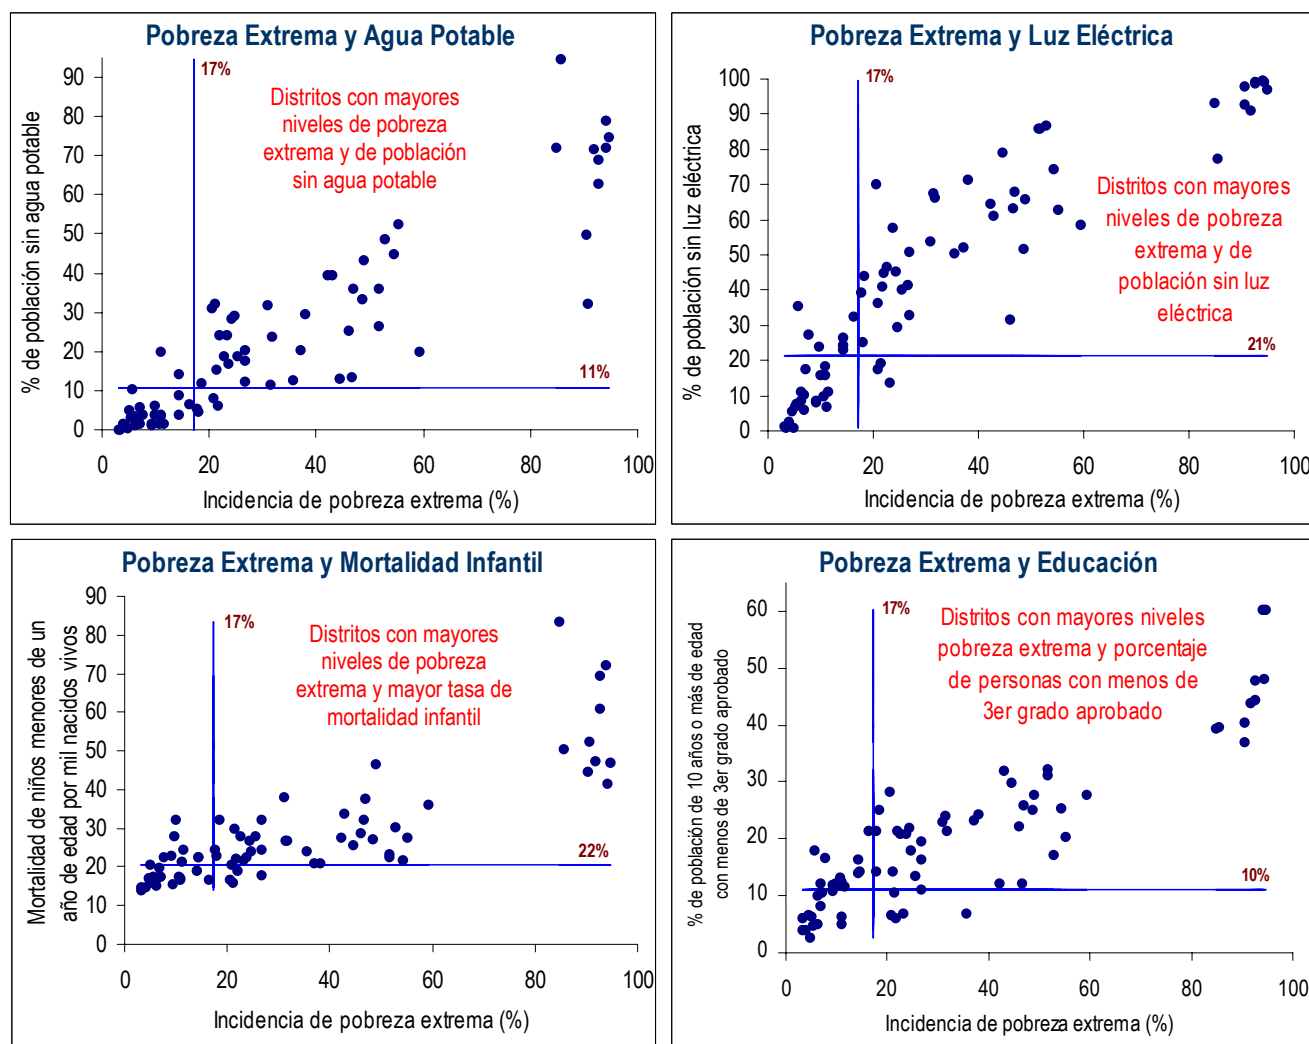 Pobreza Extrema y Agua Potable
% de población sin agua potable
90
80
70
60
50
40
30
20
10
0
17%
Distritos con mayores
niveles de pobreza
extrema y de población
sin agua potable
11%
0 20 40 60 80 100
Incidencia de pobreza extrema (%)
Pobreza Extrema y Luz Eléctrica
% de población sin luz eléctrica
100
90
80
70
60
50
40
30
20
10
0
17%
Distritos con mayores
niveles de pobreza
extrema y de
población sin luz
eléctrica
21%
0 20 40 60 80 100
Incidencia de pobreza extrema (%)
Pobreza Extrema y Mortalidad Infantil
Mortalidad de niños menores de un
año de edad por mil nacidos vivos
90
80
70
60
50
40
30
20
10
0
17%
Distritos con mayores
niveles de pobreza
extrema y mayor tasa de
mortalidad infantil
22%
0 20 40 60 80 100
Incidencia de pobreza extrema (%)
Pobreza Extrema y Educación
% de población de 10 años o más de edad
con menos de 3er grado aprobado
60
50
40
30
20
10
0
17%
Distritos con mayores niveles
pobreza extrema y porcentaje
de personas con menos de
3er grado aprobado
10%
0 20 40 60 80 100
Incidencia de pobreza extrema (%)